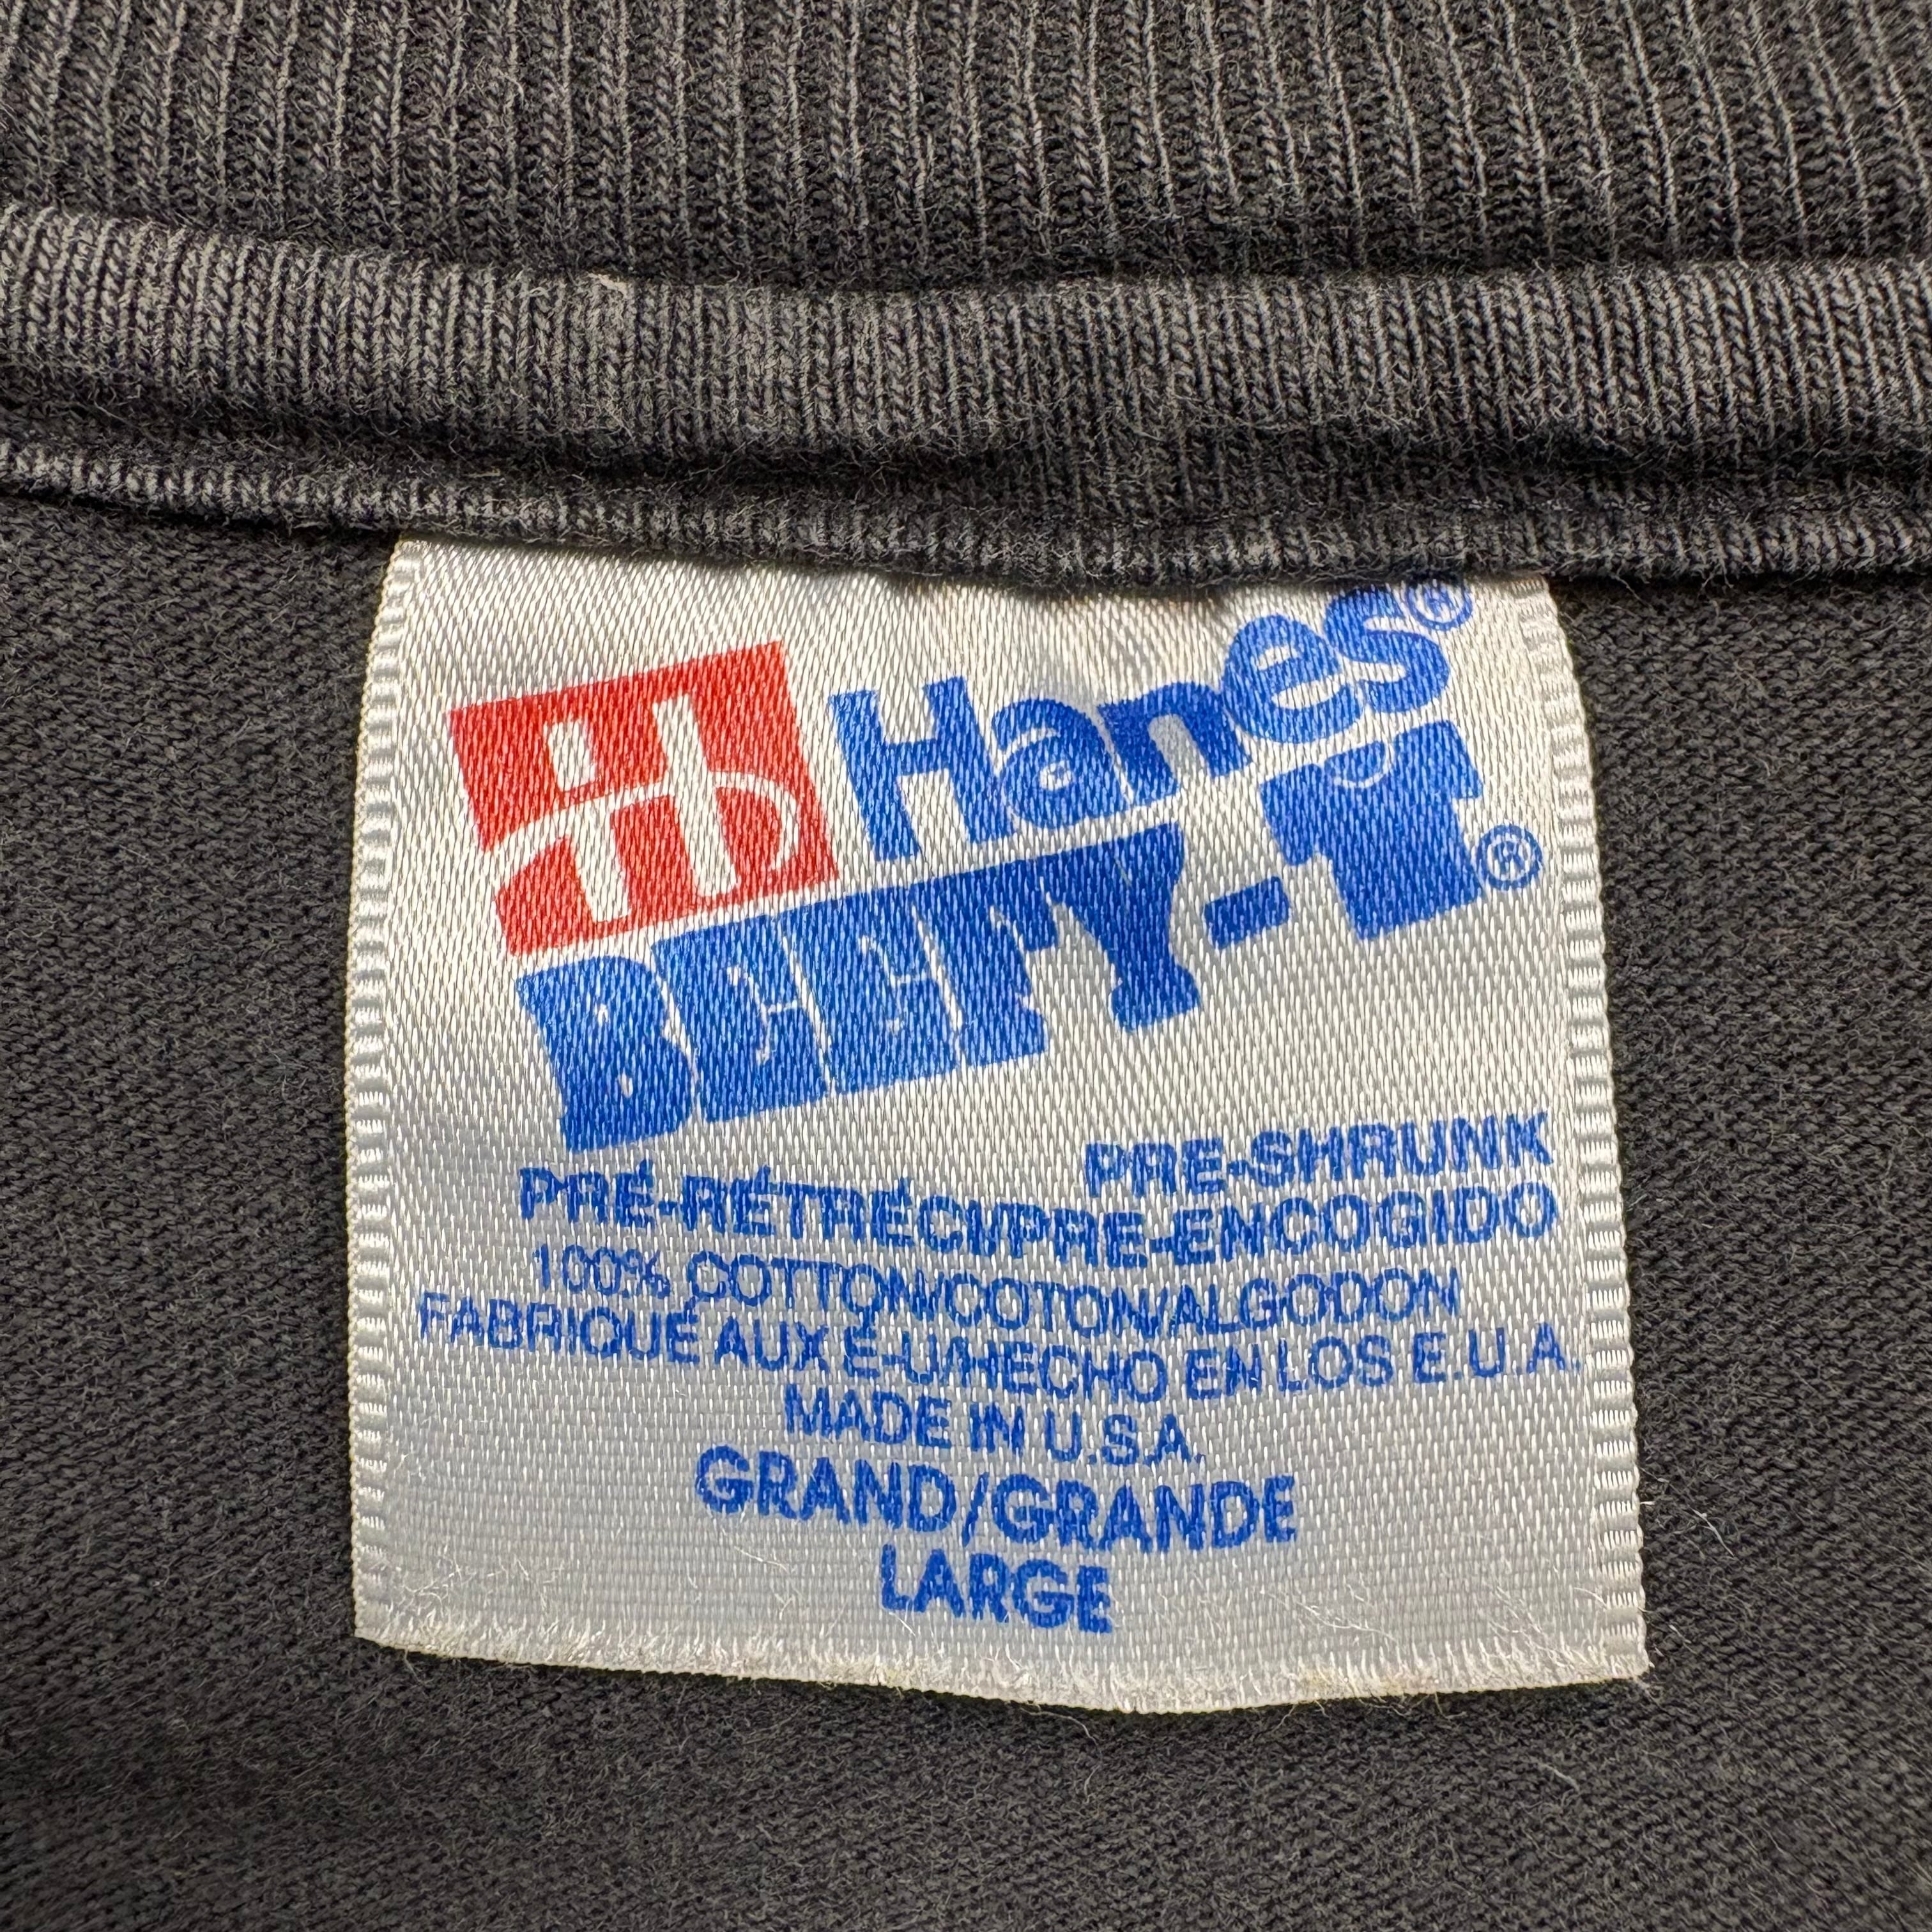 Hanes®
BEEFY-T®
PRE-SHRUNK
PRÉ-RÉTRÉCI/PRE-ENCOGIDO
100% COTTON/COTON/ALGODON
FABRIQUÉ AUX É-U/HECHO EN LOS E.U.A.
MADE IN U.S.A.
GRAND/GRANDE
LARGE